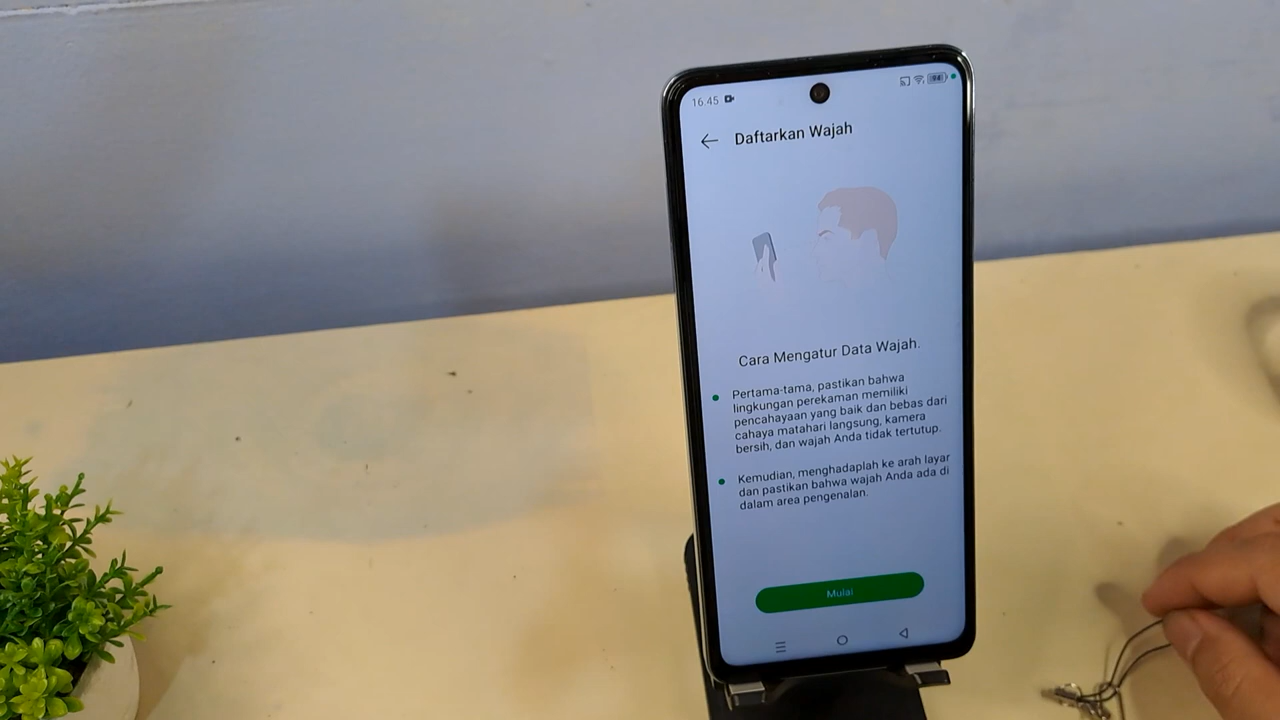 16.45
Daftarkan Wajah
Cara Mengatur Data Wajah.
Pertama-tama, pastikan bahwa
lingkungan perekaman memiliki
pencahayaan yang baik dan bebas dari
cahaya matahari langsung, kamera
bersih, dan wajah Anda tidak tertutup.
Kemudian, menghadaplah ke arah layar
dan pastikan bahwa wajah Anda ada di
dalam area pengenalan.
Mulai